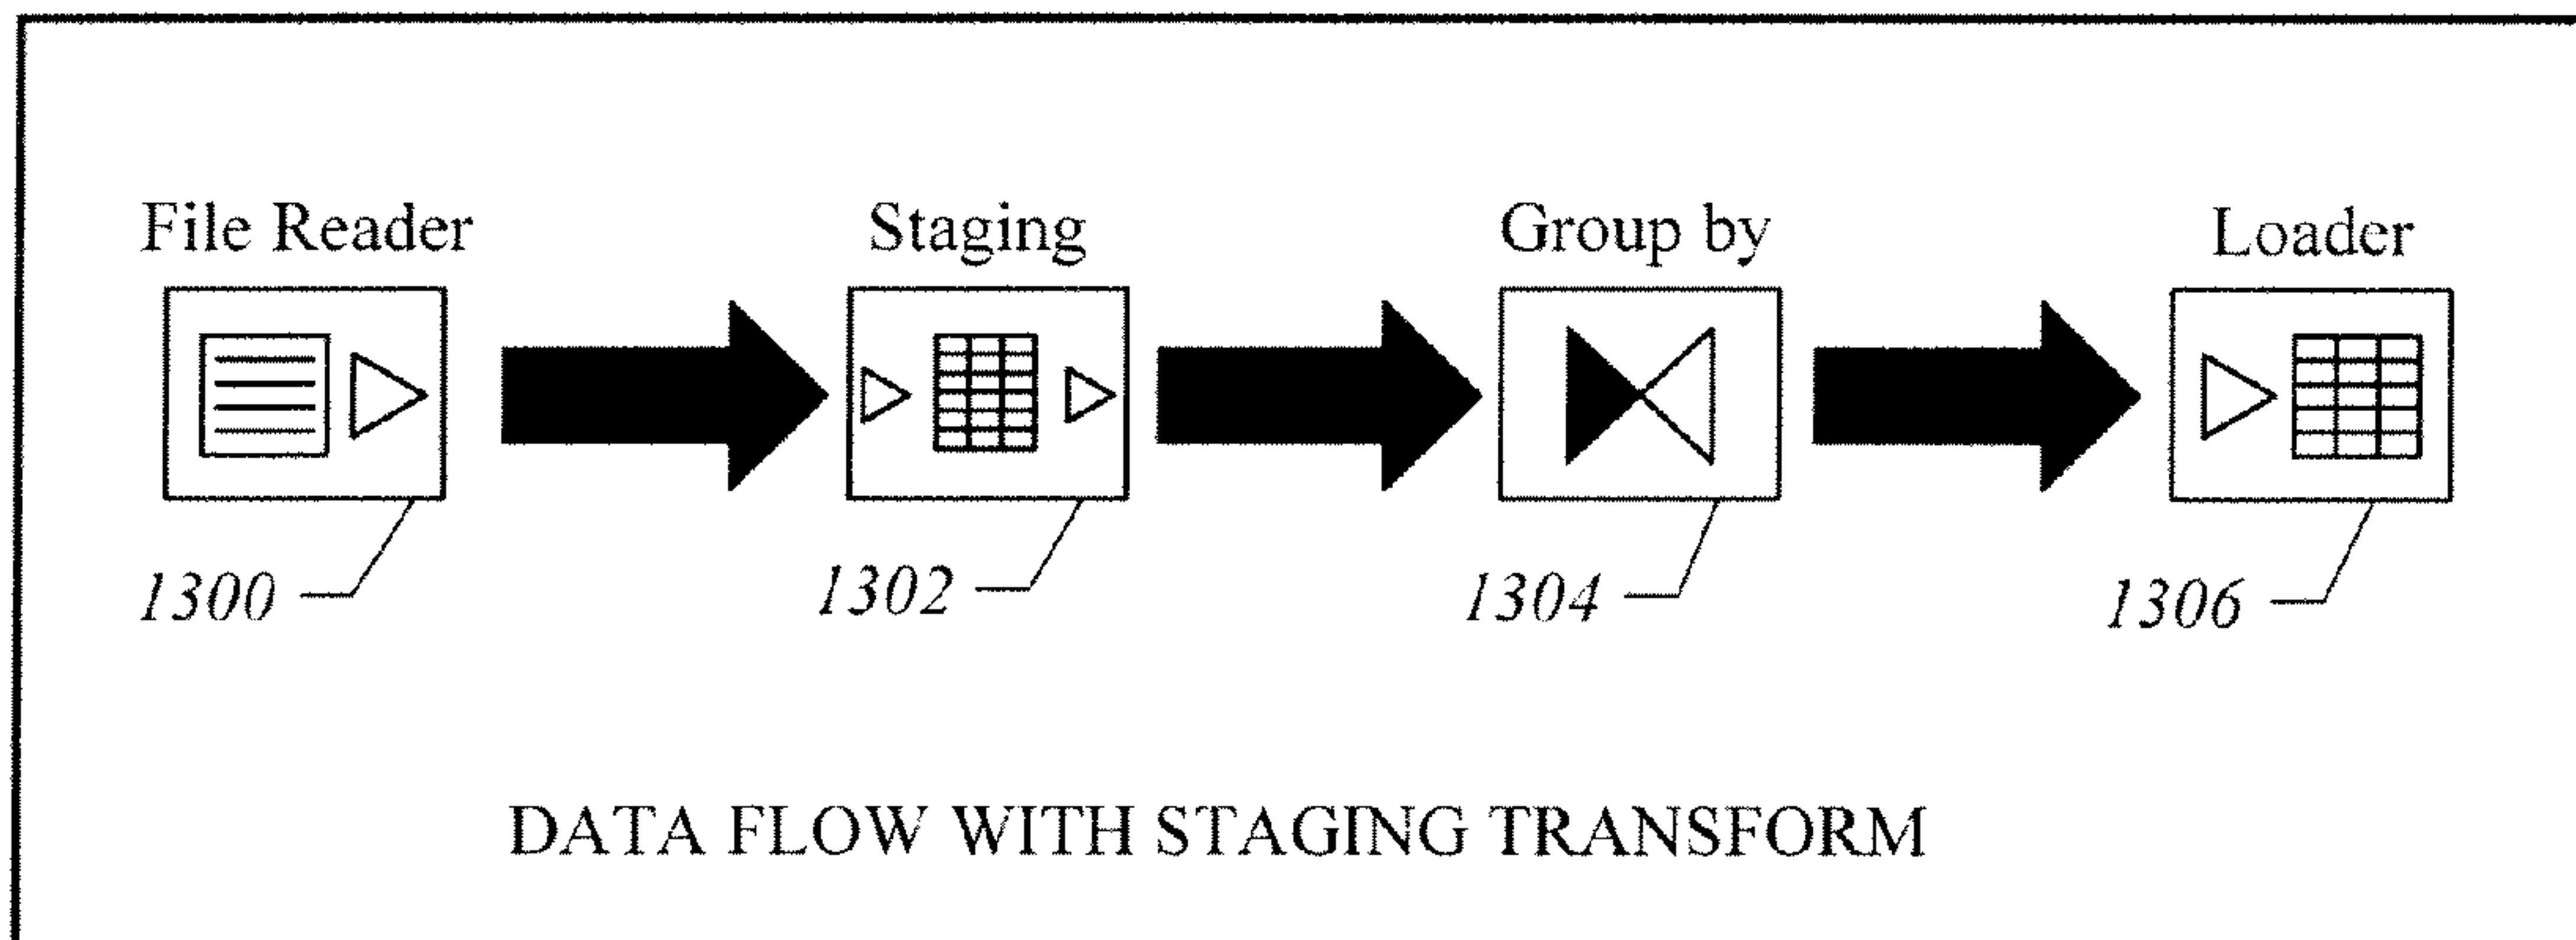 File Reader Staging Group by Loader
1300 1302 1304 1306
DATA FLOW WITH STAGING TRANSFORM